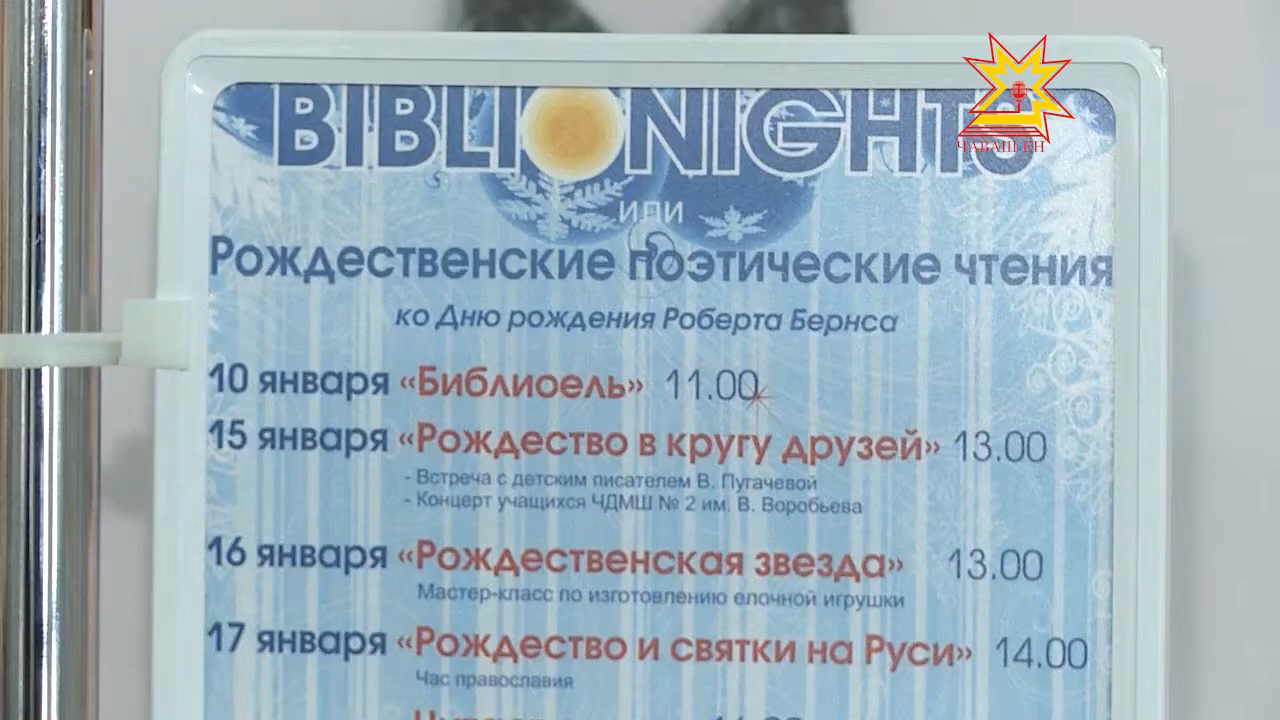 BIBLIONIGHTS
ЧĂВАШ ЕН
или
Рождественские поэтические чтения
ко Дню рождения Роберта Бернса
10 января «Библиоель» 11.00
15 января «Рождество в кругу друзей» 13.00
- Встреча с детским писателем В. Пугачевой
- Концерт учащихся ЧДМШ № 2 им. В. Воробьева
16 января «Рождественская звезда» 13.00
Мастер-класс по изготовлению елочной игрушки
17 января «Рождество и святки на Руси» 14.00
Час православия